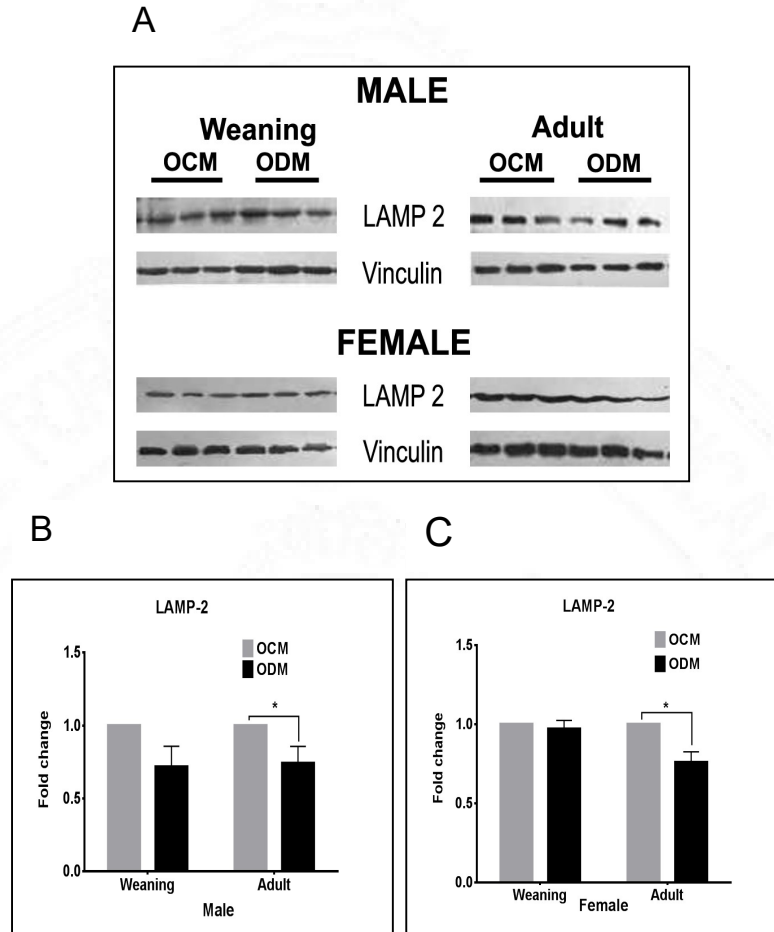 A
MALE
Weaning Adult
OCM ODM OCM ODM
LAMP 2
Vinculin
FEMALE
LAMP 2
Vinculin
B
LAMP-2
OCM
ODM
1.5
1.0
0.5
0.0
Fold change
*
Weaning Adult
Male
C
LAMP-2
OCM
ODM
1.5
1.0
0.5
0.0
Fold change
*
Weaning Adult
Female